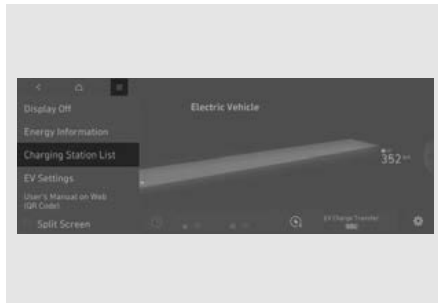 Display Off
Electric Vehicle
Energy Information
Charging Station List
352 km
EV Settings
User's Manual on Web
(QR Code)
Split Screen
EV Charge Transfer